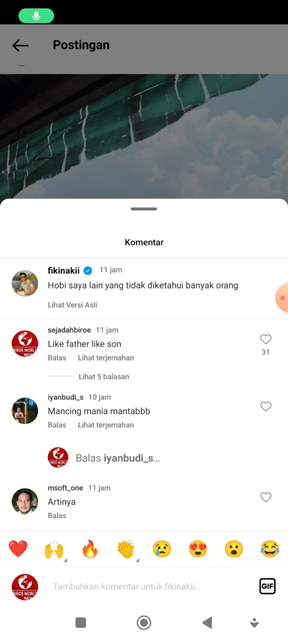 Postingan
Komentar
fikinakii 11 jam
Hobi saya lain yang tidak diketahui banyak orang
Lihat Versi Asli
sejadahbiroe 11 jam
Like father like son
Balas Lihat terjemahan
31
Lihat 5 balasan
iyanbudi_s 10 jam
Mancing mania mantabbb
Balas Lihat terjemahan
Balas iyanbudi_s...
msoft_one 11 jam
Artinya
Balas
Tambahkan komentar untuk fikinakii...
GIF